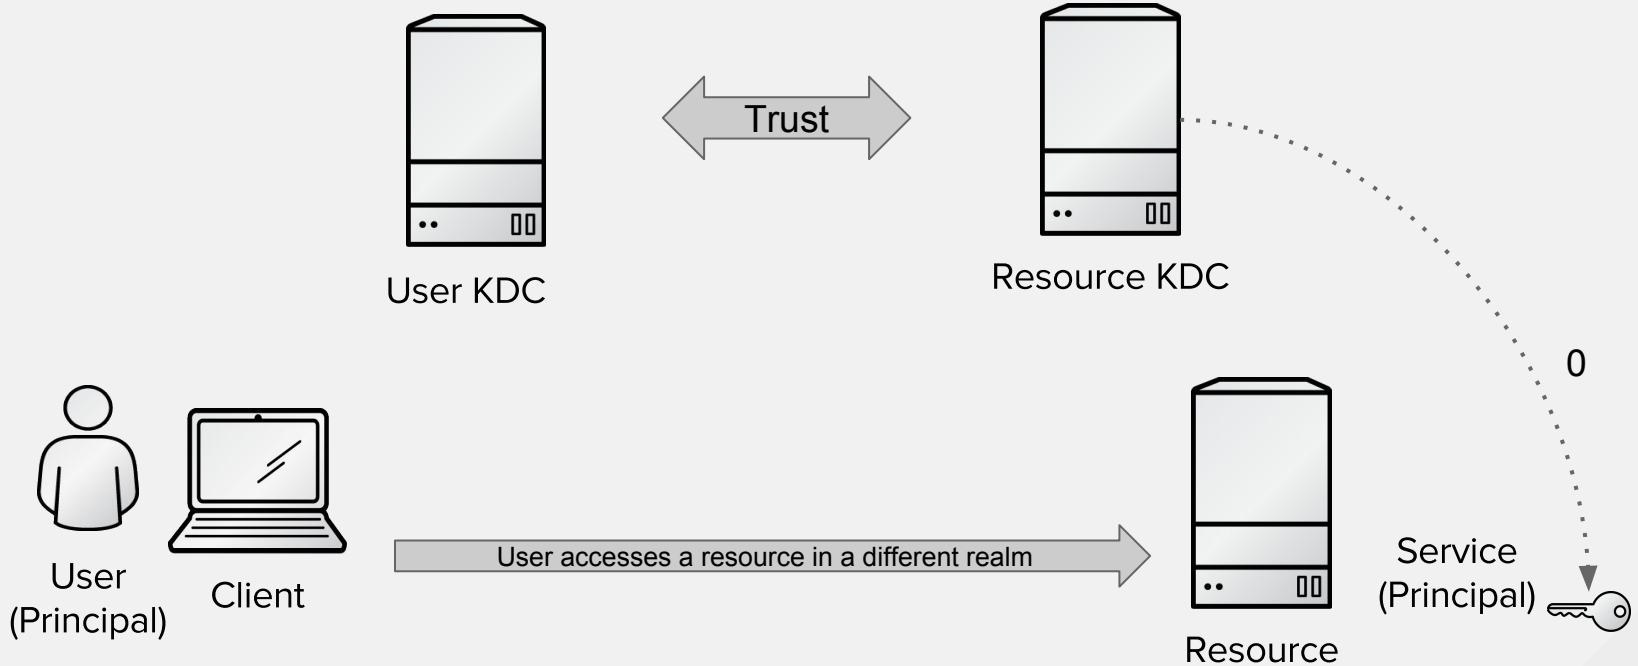 Trust
User KDC
Resource KDC
0
User
(Principal)
Client
User accesses a resource in a different realm
Service
(Principal)
Resource